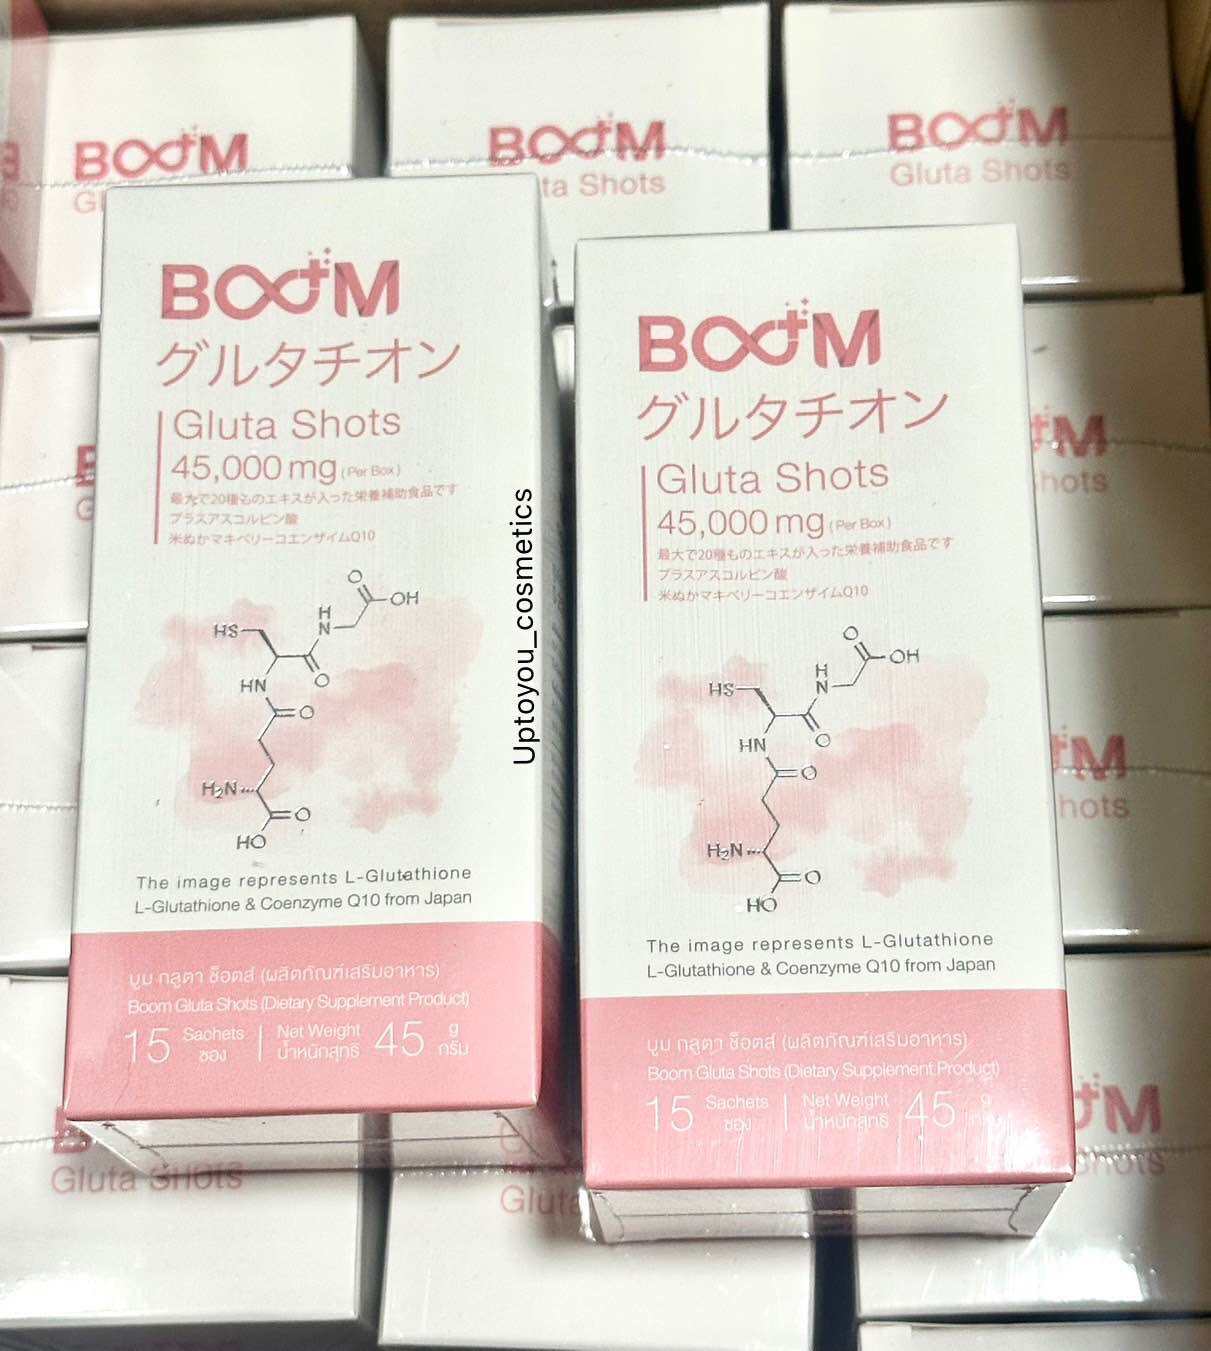 BOOM
Gl
BOOM
ta Shots
BOOM
Gluta Shots
BOOM
グルタチオン
Gluta Shots
45,000 mg (Per Box)
最大で20種ものエキスが入った栄養補助食品です
プラスアスコルビン酸
米ぬかマキベリーコエンザイムQ10
OH
H
N
O
HS
O
HN
O
H₂N
O
HO
The image represents L-Glutathione
L-Glutathione & Coenzyme Q10 from Japan
บูม กลูตา ช็อตส์ (ผลิตภัณฑ์เสริมอาหาร)
Boom Gluta Shots (Dietary Supplement Product)
15 Sachets ซอง | Net Weight น้ำหนักสุทธิ 45 g กรัม
Uptoyou_cosmetics
BOOM
グルタチオン
Gluta Shots
45,000 mg (Per Box)
最大で20種ものエキスが入った栄養補助食品です
プラスアスコルビン酸
米ぬかマキベリーコエンザイムQ10
O
OH
H
N
HS
O
HN
O
H₂N
O
HO
The image represents L-Glutathione
L-Glutathione & Coenzyme Q10 from Japan
บูม กลูตา ช็อตส์ (ผลิตภัณฑ์เสริมอาหาร)
Boom Gluta Shots (Dietary Supplement Product)
15 Sachets ซอง | Net Weight น้ำหนักสุทธิ 45 g กรัม
M
hots
M
hots
M
Shots
B
Gluta Shots
Gluta